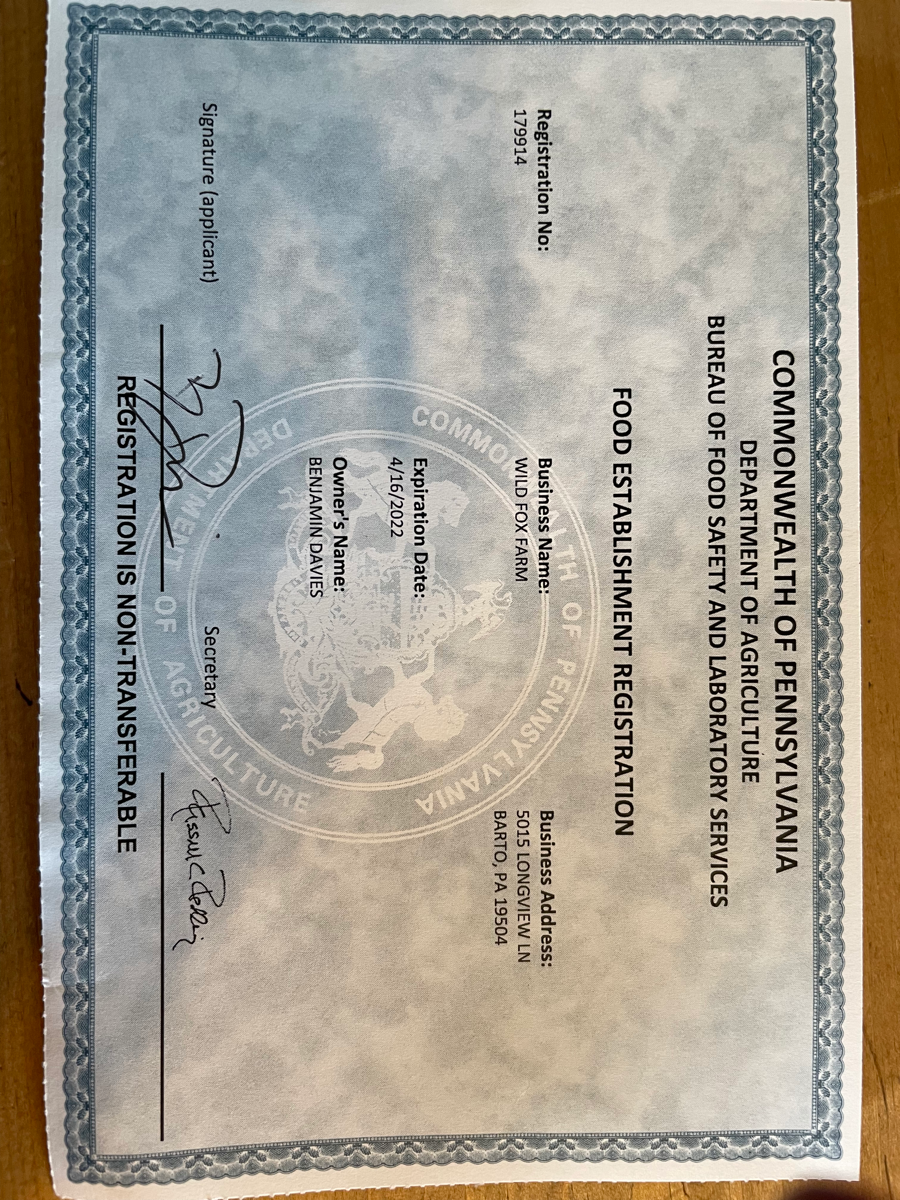 COMMONWEALTH OF PENNSYLVANIA
DEPARTMENT OF AGRICULTURE
BUREAU OF FOOD SAFETY AND LABORATORY SERVICES
FOOD ESTABLISHMENT REGISTRATION
Registration No:
179914
Business Name:
WILD FOX FARM
Business Address:
5015 LONGVIEW LN
BARTO, PA 19504
Expiration Date:
4/16/2022
Owner's Name:
BENJAMIN DAVIES
COMMONWEALTH OF PENNSYLVANIA
DEPARTMENT OF AGRICULTURE
Signature (applicant)
Secretary
REGISTRATION IS NON-TRANSFERABLE